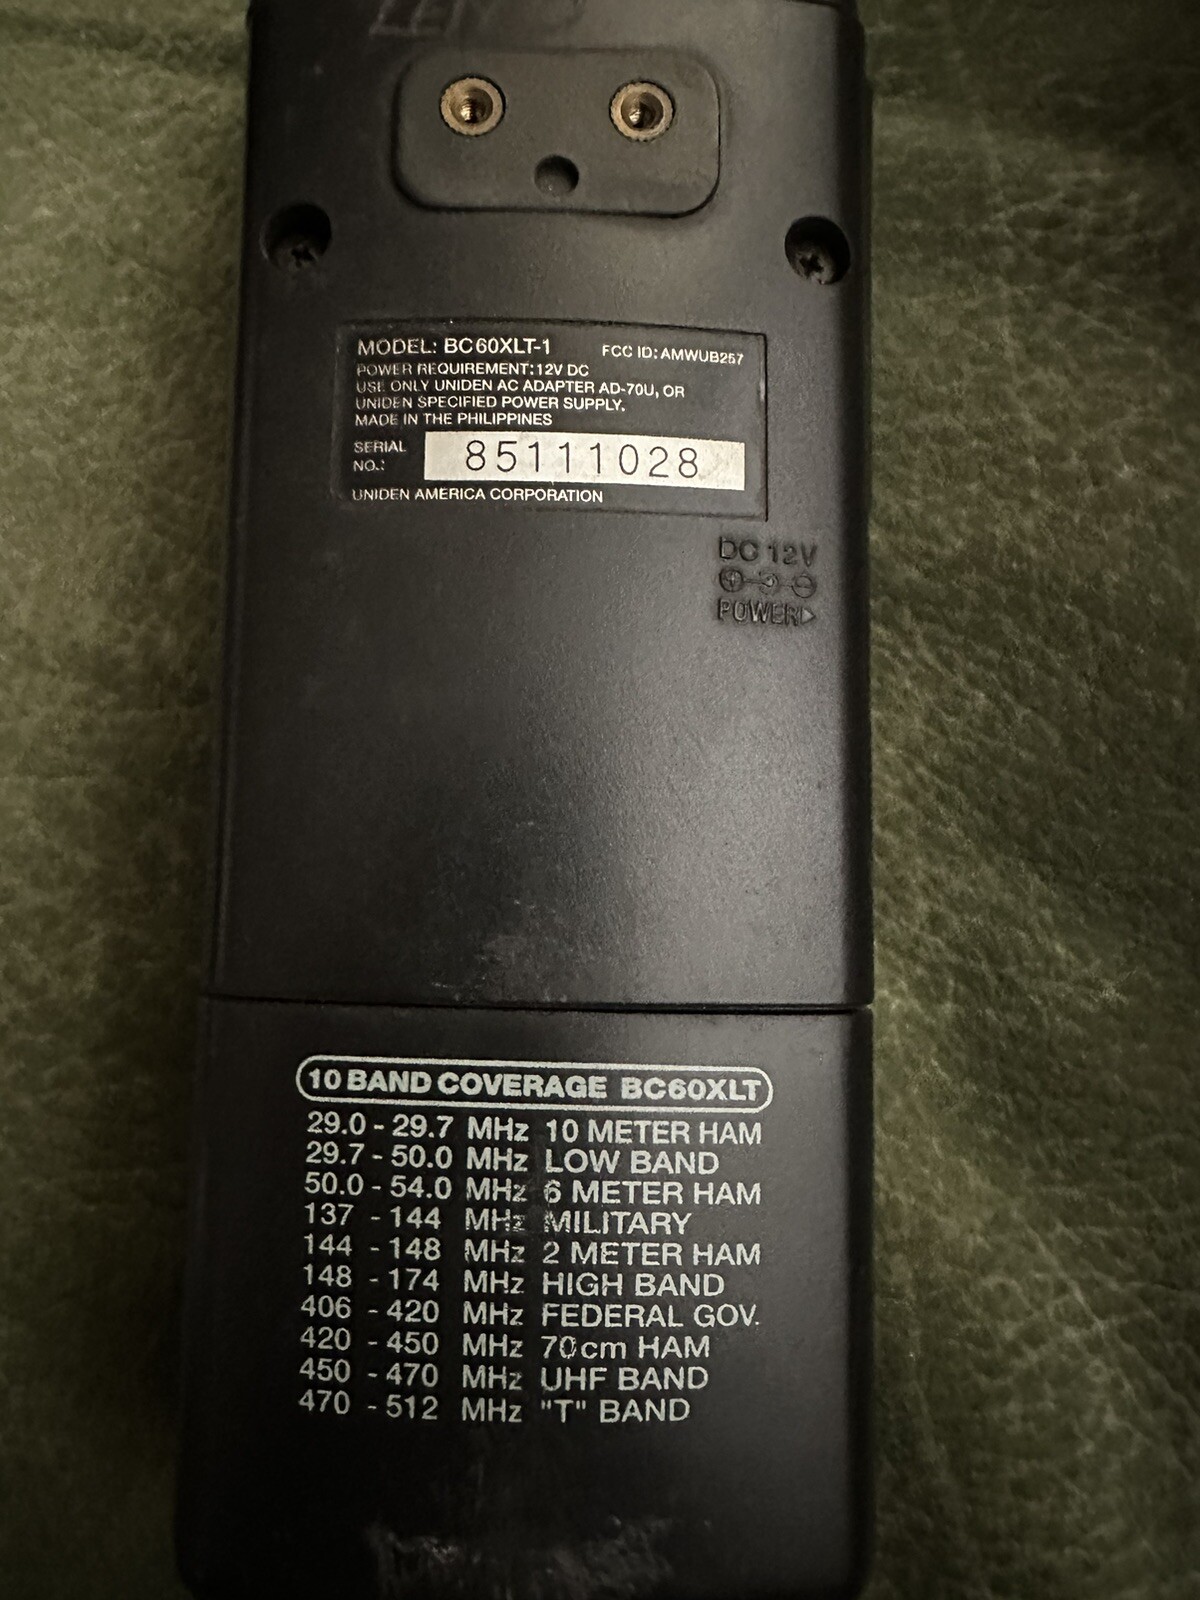 MODEL: BC60XLT-1 FCC ID: AMWUB257
POWER REQUIREMENT: 12V DC
USE ONLY UNIDEN AC ADAPTER AD-70U, OR
UNIDEN SPECIFIED POWER SUPPLY.
MADE IN THE PHILIPPINES
SERIAL NO.: 85111028
UNIDEN AMERICA CORPORATION
DC 12V
POWER
10 BAND COVERAGE BC60XLT
29.0 - 29.7 MHz 10 METER HAM
29.7 - 50.0 MHz LOW BAND
50.0 - 54.0 MHz 6 METER HAM
137 - 144 MHz MILITARY
144 - 148 MHz 2 METER HAM
148 - 174 MHz HIGH BAND
406 - 420 MHz FEDERAL GOV.
420 - 450 MHz 70cm HAM
450 - 470 MHz UHF BAND
470 - 512 MHz "T" BAND